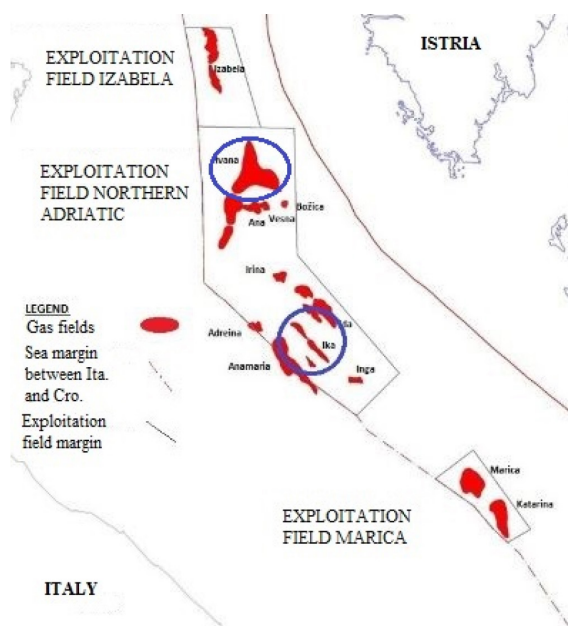 EXPLOITATION
FIELD IZABELA
Izabela
ISTRIA
EXPLOITATION
FIELD NORTHERN
ADRIATIC
Ivana
Ana
Vesna
Božica
Irina
Ida
Ika
Adreina
Anamaria
Inga
LEGEND
Gas fields
Sea margin
between Ita.
and Cro.
Exploitation
field margin
Marica
Katarina
EXPLOITATION
FIELD MARICA
ITALY